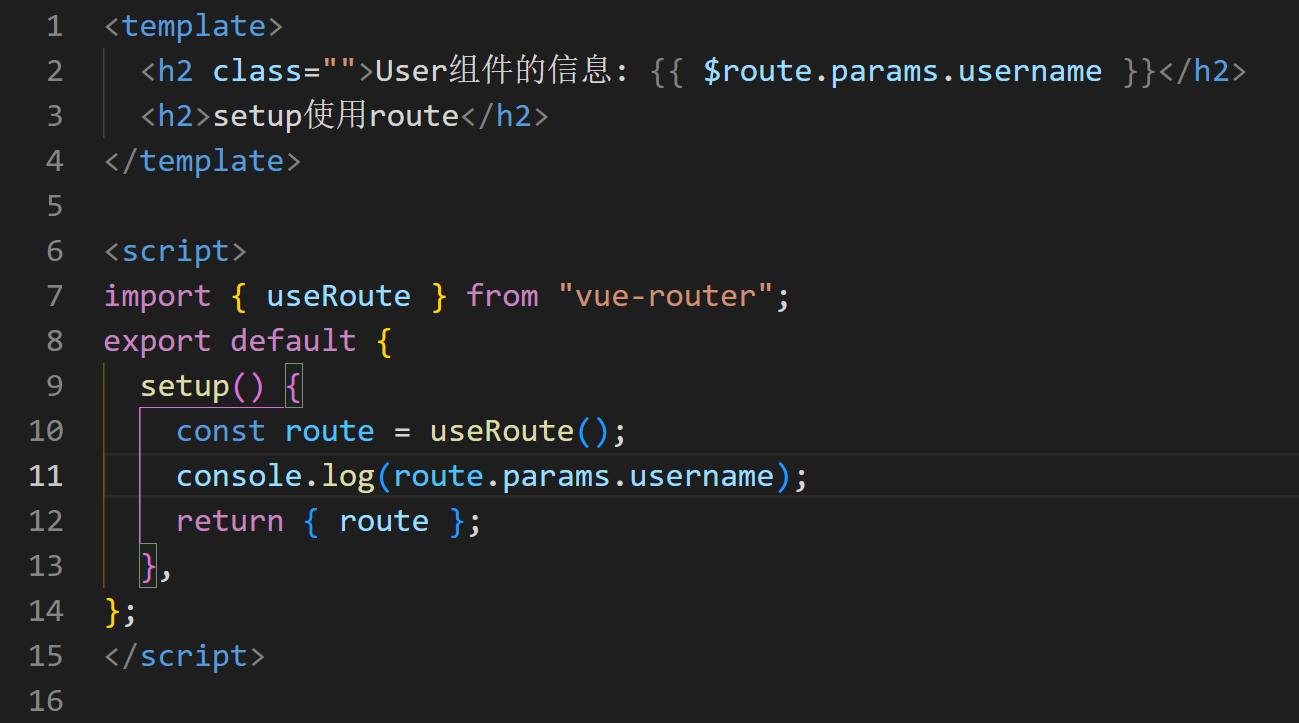 1 <template>
2 <h2 class="">User组件的信息: {{ $route.params.username }}</h2>
3 <h2>setup使用route</h2>
4 </template>
5
6 <script>
7 import { useRoute } from "vue-router";
8 export default {
9 setup() {
10 const route = useRoute();
11 console.log(route.params.username);
12 return { route };
13 },
14 };
15 </script>
16